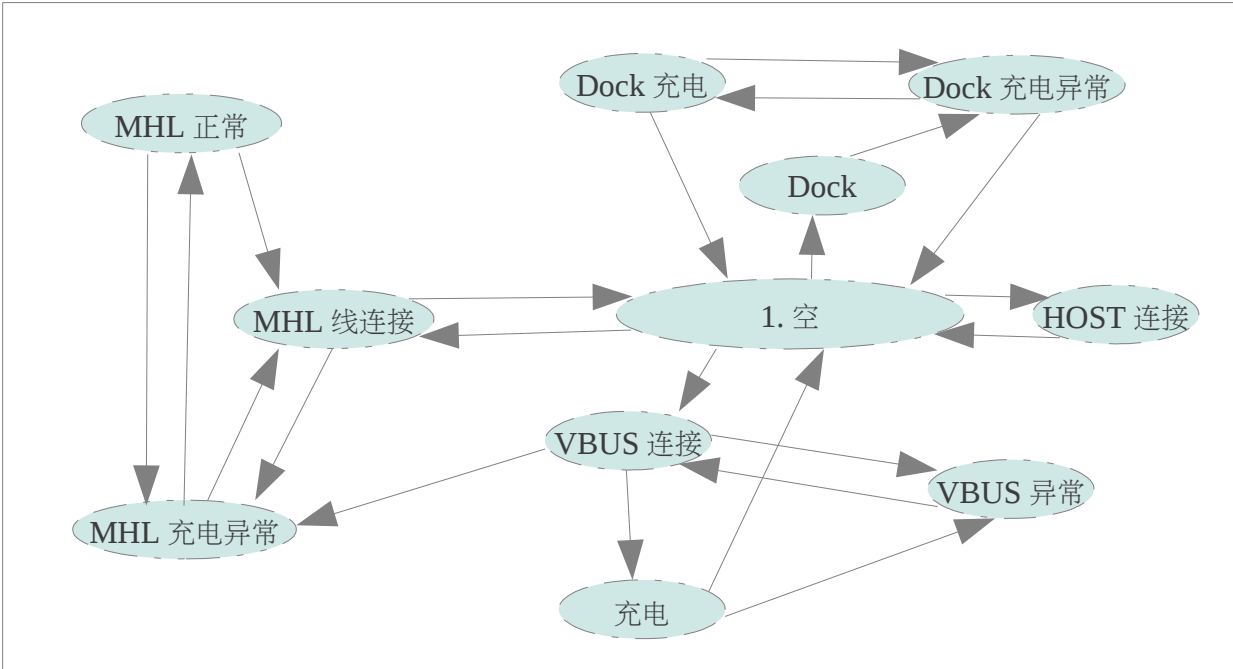 Dock 充电
Dock 充电异常
MHL 正常
Dock
MHL 线连接
1. 空
HOST 连接
VBUS 连接
VBUS 异常
MHL 充电异常
充电